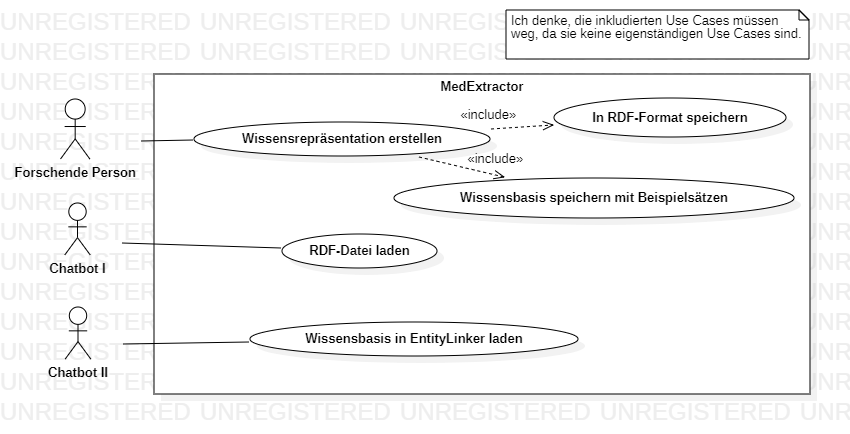 Ich denke, die inkludierten Use Cases müssen
weg, da sie keine eigenständigen Use Cases sind.
MedExtractor
Wissensrepräsentation erstellen
«include»
In RDF-Format speichern
«include»
Wissensbasis speichern mit Beispielsätzen
Forschende Person
Chatbot I
RDF-Datei laden
Wissensbasis in EntityLinker laden
Chatbot II
UNREGISTERED UNREGISTERED UNREGISTERED UNREGISTERED UNREGISTERED